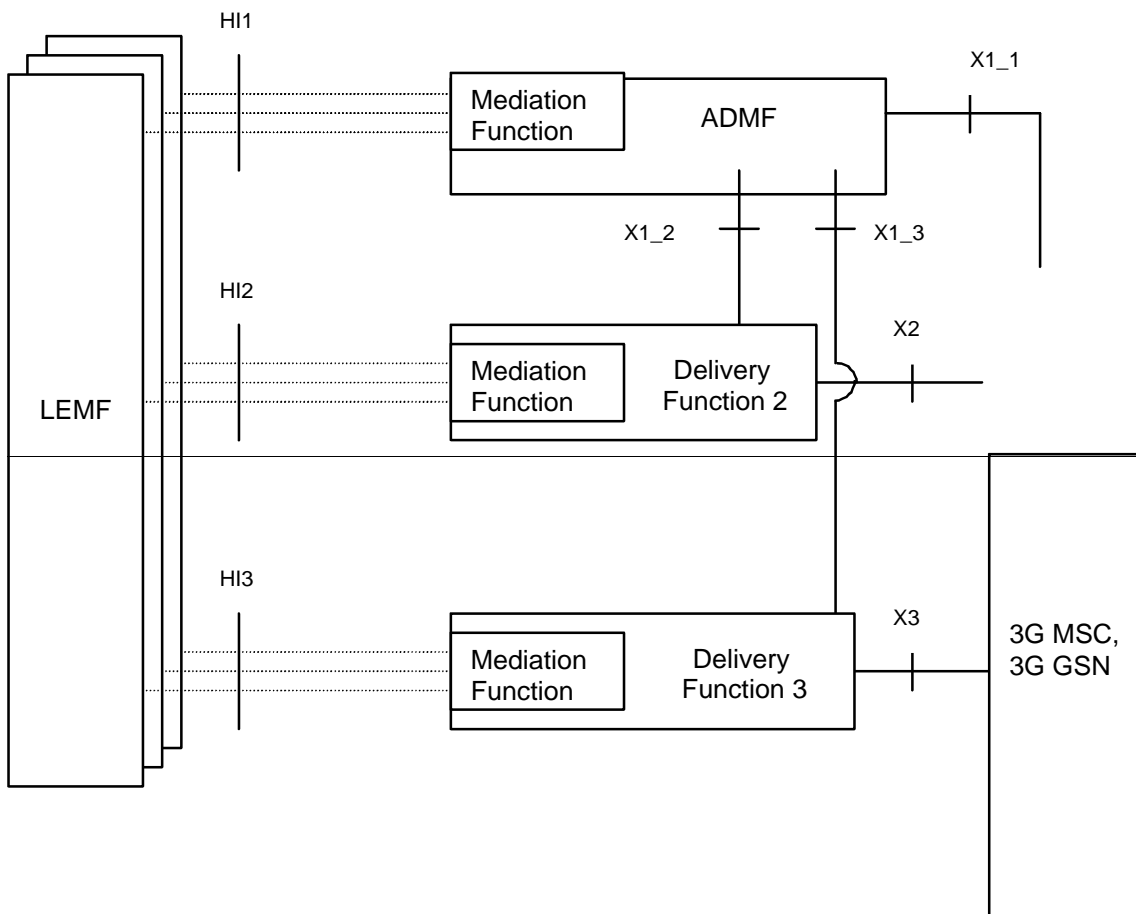 HI1
X1_1
Mediation
Function
ADMF
X1_2
X1_3
HI2
X2
Mediation
Function
Delivery
Function 2
LEMF
HI3
X3
Mediation
Function
Delivery
Function 3
3G MSC,
3G GSN